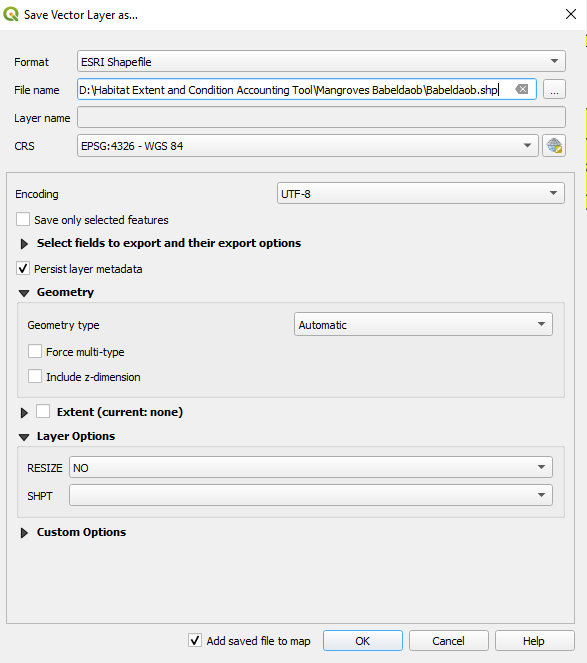 Save Vector Layer as...
Format ESRI Shapefile
File name D:\Habitat Extent and Condition Accounting Tool\Mangroves Babeldaob\Babeldaob.shp ...
Layer name
CRS EPSG:4326 - WGS 84
Encoding UTF-8
Save only selected features
Select fields to export and their export options
Persist layer metadata
Geometry
Geometry type Automatic
Force multi-type
Include z-dimension
Extent (current: none)
Layer Options
RESIZE NO
SHPT
Custom Options
Add saved file to map OK Cancel Help